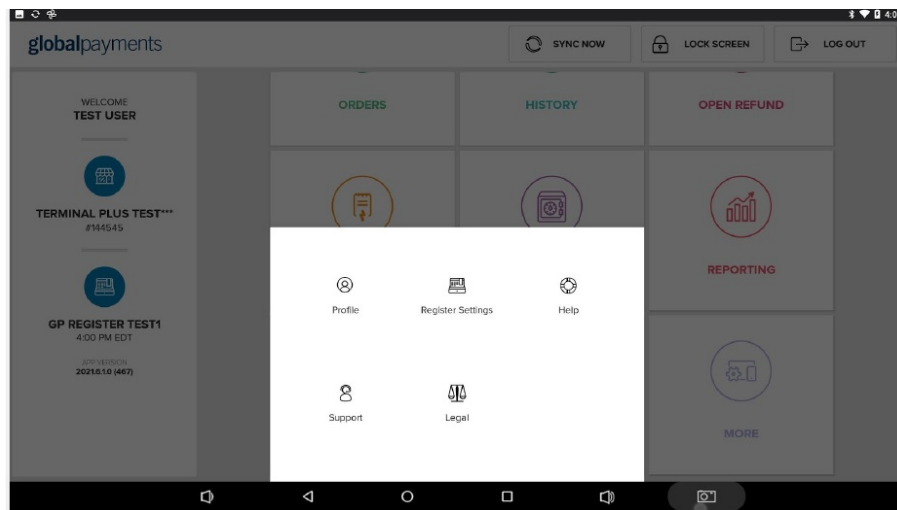 4:0
globalpayments
SYNC NOW
LOCK SCREEN
LOG OUT
WELCOME
TEST USER
TERMINAL PLUS TEST***
#144545
GP REGISTER TEST1
4:00 PM EDT
APP VERSION
2021.6.1.0 (467)
ORDERS
HISTORY
OPEN REFUND
REPORTING
MORE
Profile
Register Settings
Help
Support
Legal